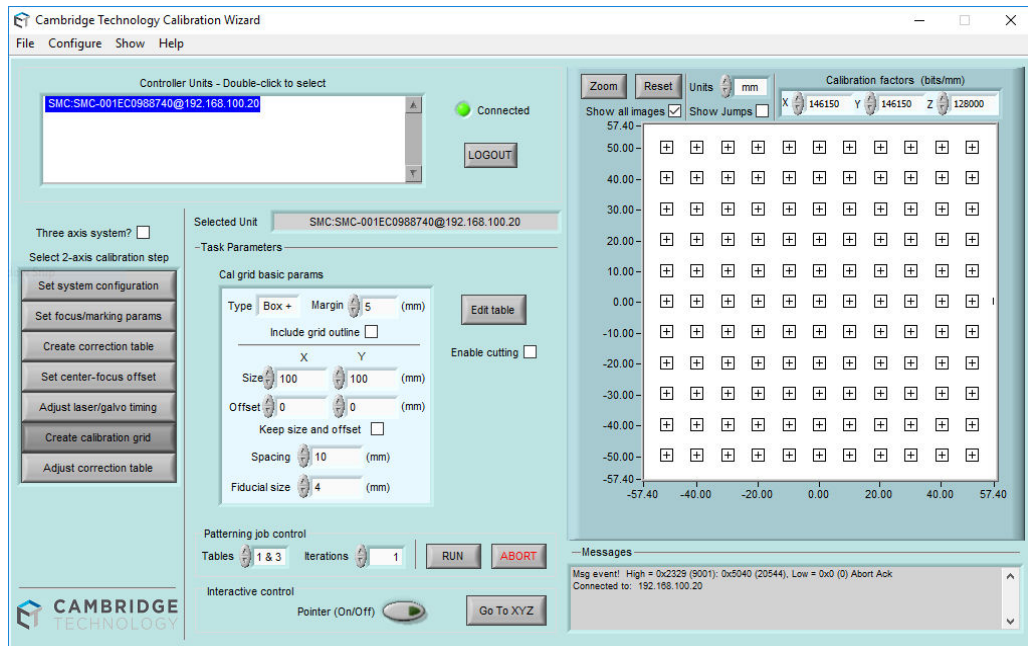 Cambridge Technology Calibration Wizard
File Configure Show Help
Controller Units - Double-click to select
SMC:SMC-001EC0988740@192.168.100.20
Connected
LOGOUT
Three axis system?
Select 2-axis calibration step
Set system configuration
Set focus/marking params
Create correction table
Set center-focus offset
Adjust laser/galvo timing
Create calibration grid
Adjust correction table
CAMBRIDGE
TECHNOLOGY
Selected Unit SMC:SMC-001EC0988740@192.168.100.20
Task Parameters
Cal grid basic params
Type Box + Margin 5 (mm)
Include grid outline
X Y
Size 100 100 (mm)
Offset 0 0 (mm)
Keep size and offset
Spacing 10 (mm)
Fiducial size 4 (mm)
Edit table
Enable cutting
Patterning job control
Tables 1 & 3 Iterations 1 RUN ABORT
Interactive control
Pointer (On/Off) Go To XYZ
Zoom Reset Units mm
Calibration factors (bits/mm)
X 146150 Y 146150 Z 128000
Show all images Show Jumps
57.40
50.00
40.00
30.00
20.00
10.00
0.00
-10.00
-20.00
-30.00
-40.00
-50.00
-57.40
-57.40 -40.00 -20.00 0.00 20.00 40.00 57.40
Messages
Msg event! High = 0x2329 (9001): 0x5040 (20544), Low = 0x0 (0) Abort Ack
Connected to: 192.168.100.20